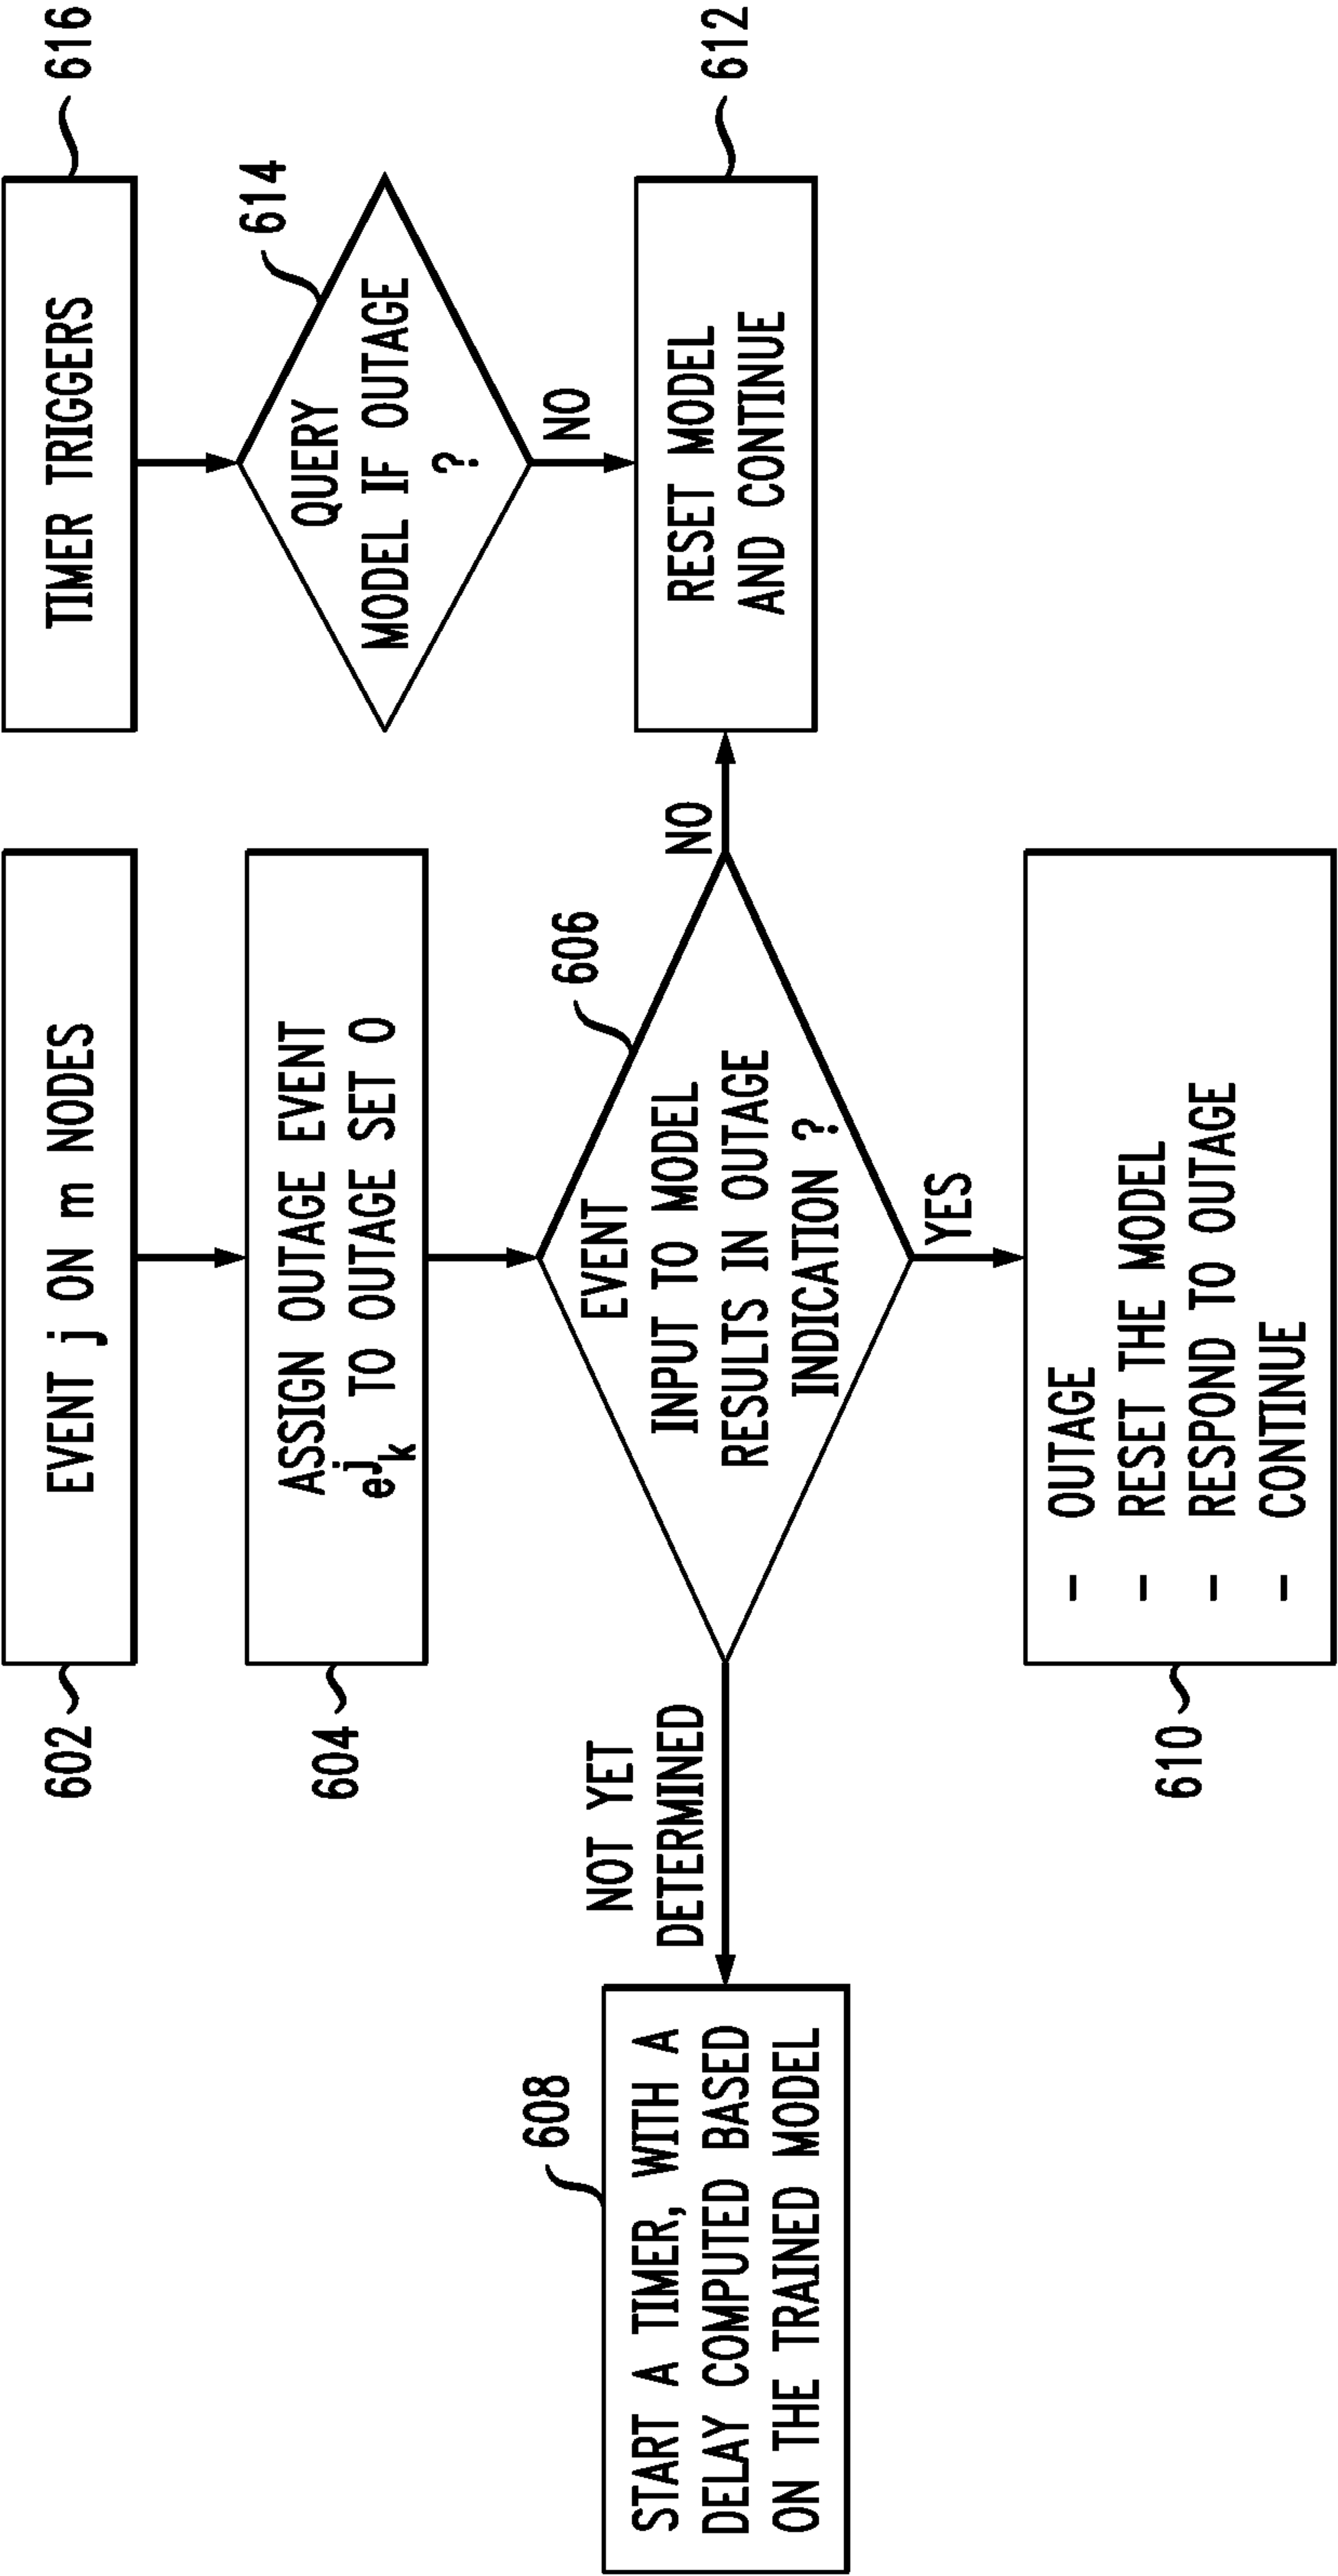 602
EVENT j ON m NODES
604
ASSIGN OUTAGE EVENT
e^j_k TO OUTAGE SET O
606
EVENT
INPUT TO MODEL
RESULTS IN OUTAGE
INDICATION ?
NOT YET
DETERMINED
NO
YES
608
START A TIMER, WITH A
DELAY COMPUTED BASED
ON THE TRAINED MODEL
610
- OUTAGE
- RESET THE MODEL
- RESPOND TO OUTAGE
- CONTINUE
TIMER TRIGGERS
616
614
QUERY
MODEL IF OUTAGE
?
NO
RESET MODEL
AND CONTINUE
612